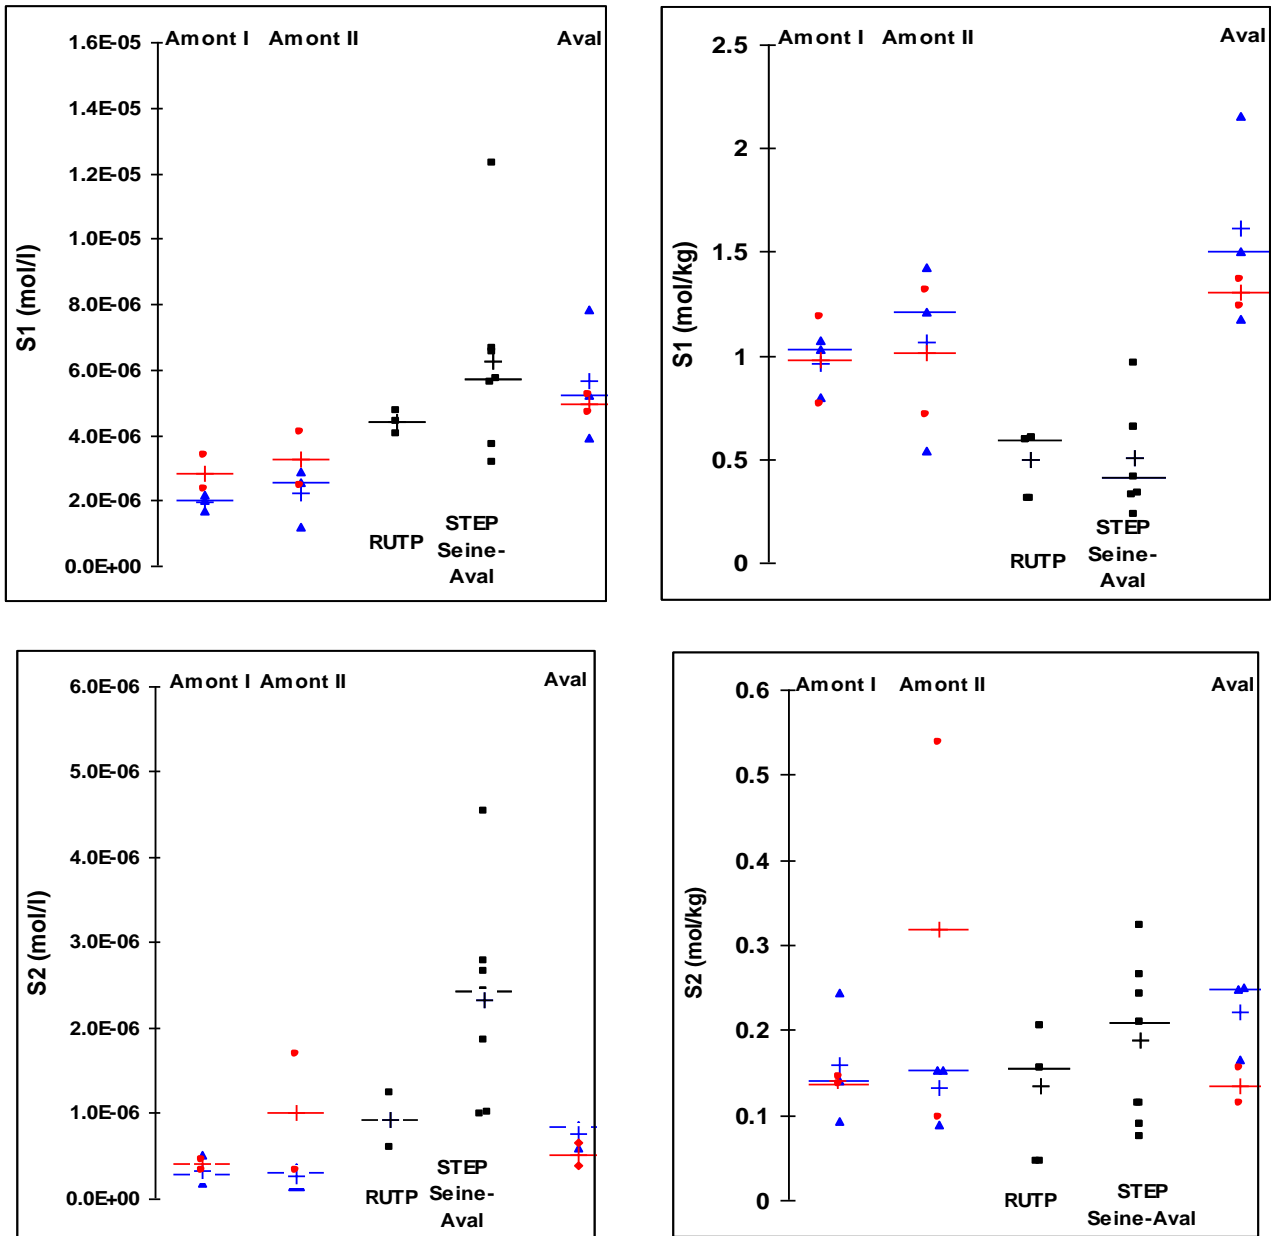 Amont I Amont II Aval
1.6E-05
1.4E-05
1.2E-05
1.0E-05
8.0E-06
6.0E-06
4.0E-06
2.0E-06
0.0E+00
S1 (mol/l)
RUTP
STEP
Seine-
Aval
Amont I Amont II Aval
2.5
2
1.5
1
0.5
0
S1 (mol/kg)
RUTP
STEP
Seine-
Aval
Amont I Amont II Aval
6.0E-06
5.0E-06
4.0E-06
3.0E-06
2.0E-06
1.0E-06
0.0E+00
S2 (mol/l)
RUTP
STEP
Seine-
Aval
Amont I Amont II Aval
0.6
0.5
0.4
0.3
0.2
0.1
0
S2 (mol/kg)
RUTP
STEP
Seine-Aval